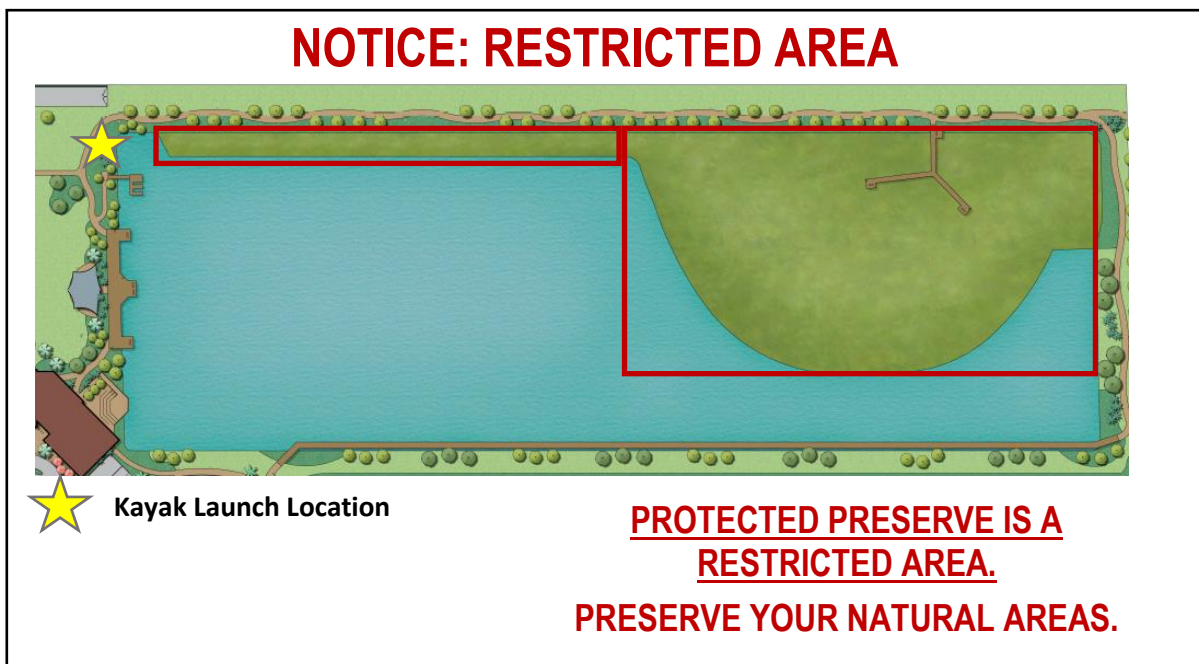 NOTICE: RESTRICTED AREA
Kayak Launch Location
PROTECTED PRESERVE IS A
RESTRICTED AREA.
PRESERVE YOUR NATURAL AREAS.